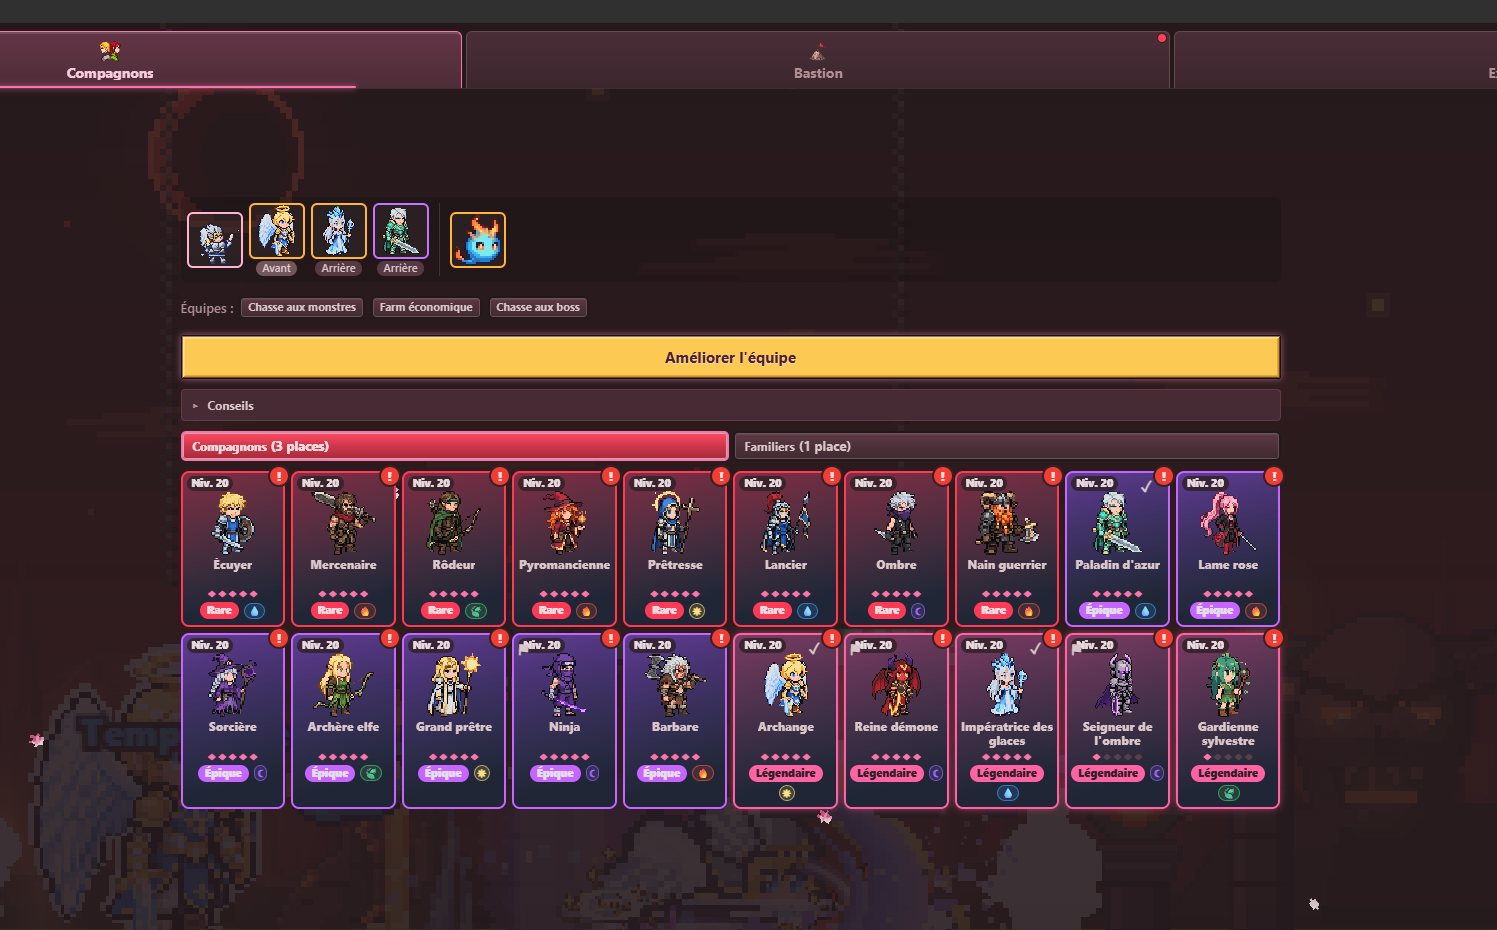 Compagnons
Bastion
Avant
Arrière
Arrière
Équipes :
Chasse aux monstres
Farm économique
Chasse aux boss
Améliorer l'équipe
Conseils
Compagnons (3 places)
Familiers (1 place)
Niv. 20
Écuyer
Rare
Niv. 20
Mercenaire
Rare
Niv. 20
Rôdeur
Rare
Niv. 20
Pyromancienne
Rare
Niv. 20
Prêtresse
Rare
Niv. 20
Lancier
Rare
Niv. 20
Ombre
Rare
Niv. 20
Nain guerrier
Rare
Niv. 20
Paladin d'azur
Épique
Niv. 20
Lame rose
Épique
Niv. 20
Sorcière
Épique
Niv. 20
Archère elfe
Épique
Niv. 20
Grand prêtre
Épique
Niv. 20
Ninja
Épique
Niv. 20
Barbare
Épique
Niv. 20
Archange
Légendaire
Niv. 20
Reine démone
Légendaire
Niv. 20
Impératrice des
glaces
Légendaire
Niv. 20
Seigneur de
l'ombre
Légendaire
Niv. 20
Gardienne
sylvestre
Légendaire